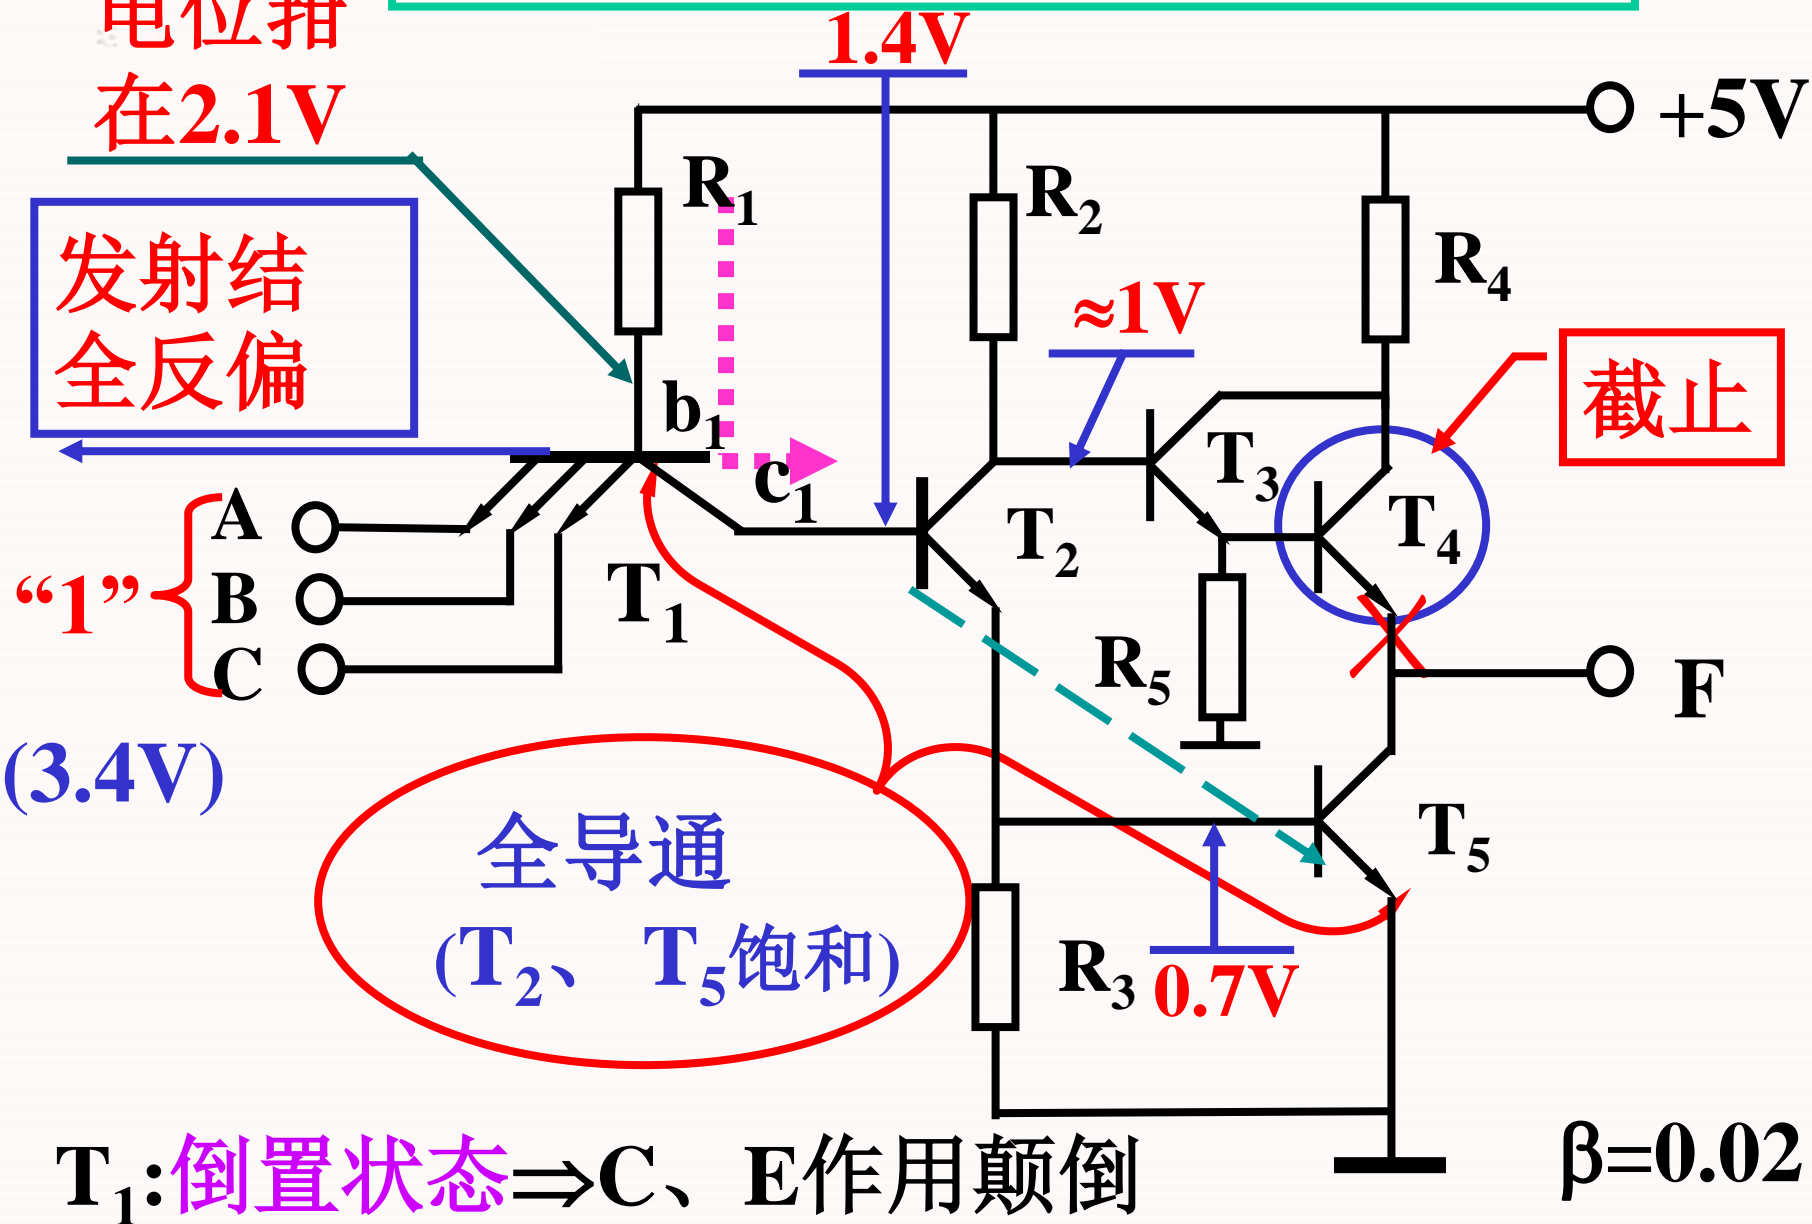 电位排
在2.1V
1.4V
+5V
R1
R2
R4
发射结
全反偏
≈1V
截止
b1
c1
T3
T4
T2
A
B
C
“1”
T1
R5
F
(3.4V)
全导通
(T2、 T5饱和)
T5
R3
0.7V
T1:倒置状态⇒C、E作用颠倒
β=0.02